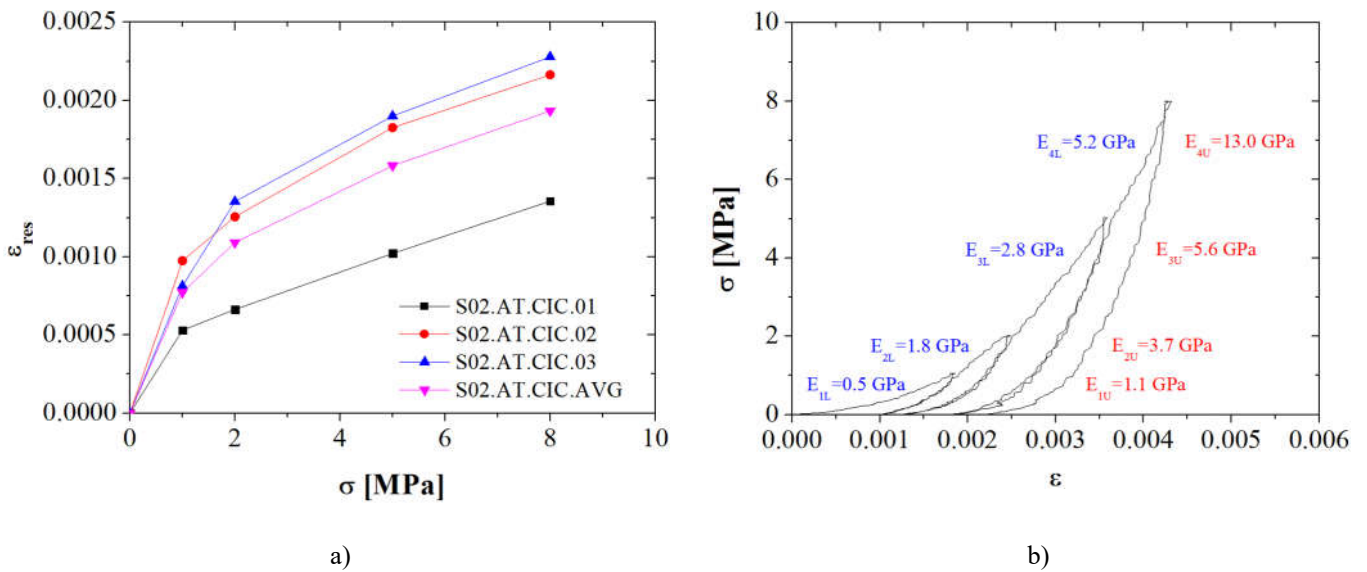 0.0025
0.0020
0.0015
0.0010
0.0005
0.0000
ε_res
S02.AT.CIC.01
S02.AT.CIC.02
S02.AT.CIC.03
S02.AT.CIC.AVG
0 2 4 6 8 10
σ [MPa]
a)
10
8
6
4
2
0
σ [MPa]
E_4L=5.2 GPa
E_4U=13.0 GPa
E_3L=2.8 GPa
E_3U=5.6 GPa
E_2L=1.8 GPa
E_2U=3.7 GPa
E_1L=0.5 GPa
E_1U=1.1 GPa
0.000 0.001 0.002 0.003 0.004 0.005 0.006
ε
b)